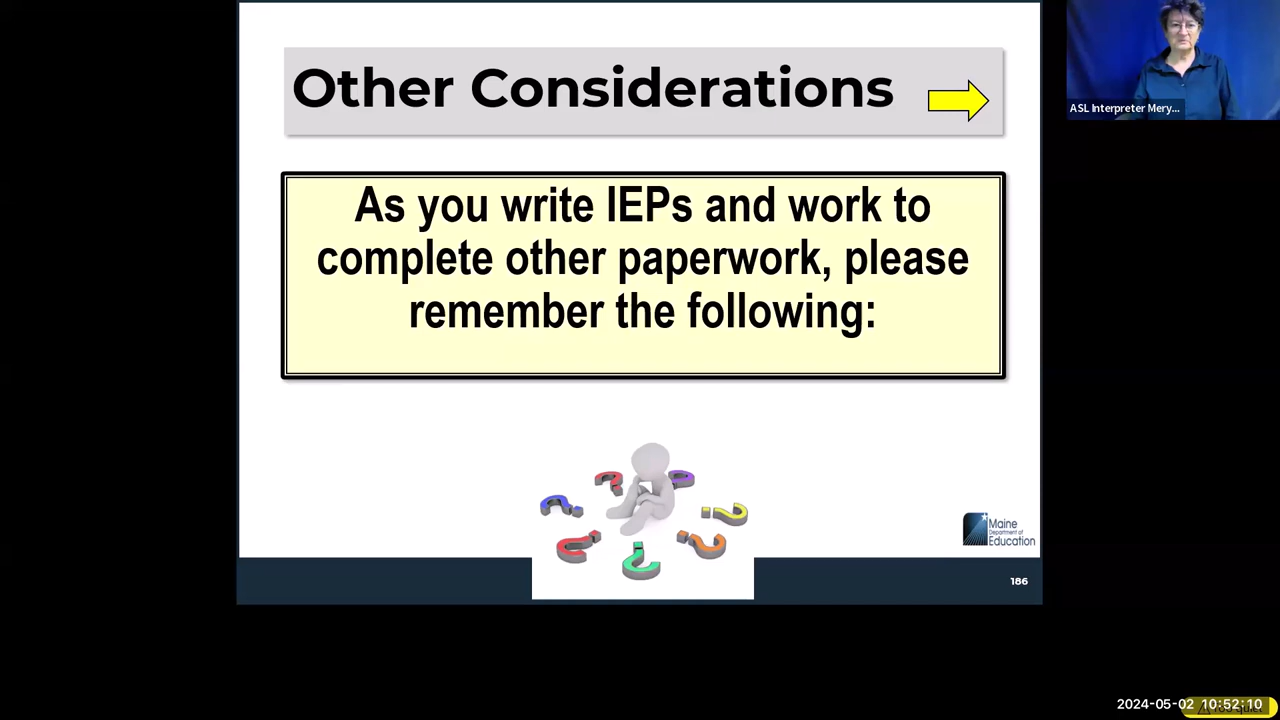 Other Considerations
ASL Interpreter Mery...
As you write IEPs and work to
complete other paperwork, please
remember the following:
Maine
Department of
Education
186
2024-05-02 10:52:10